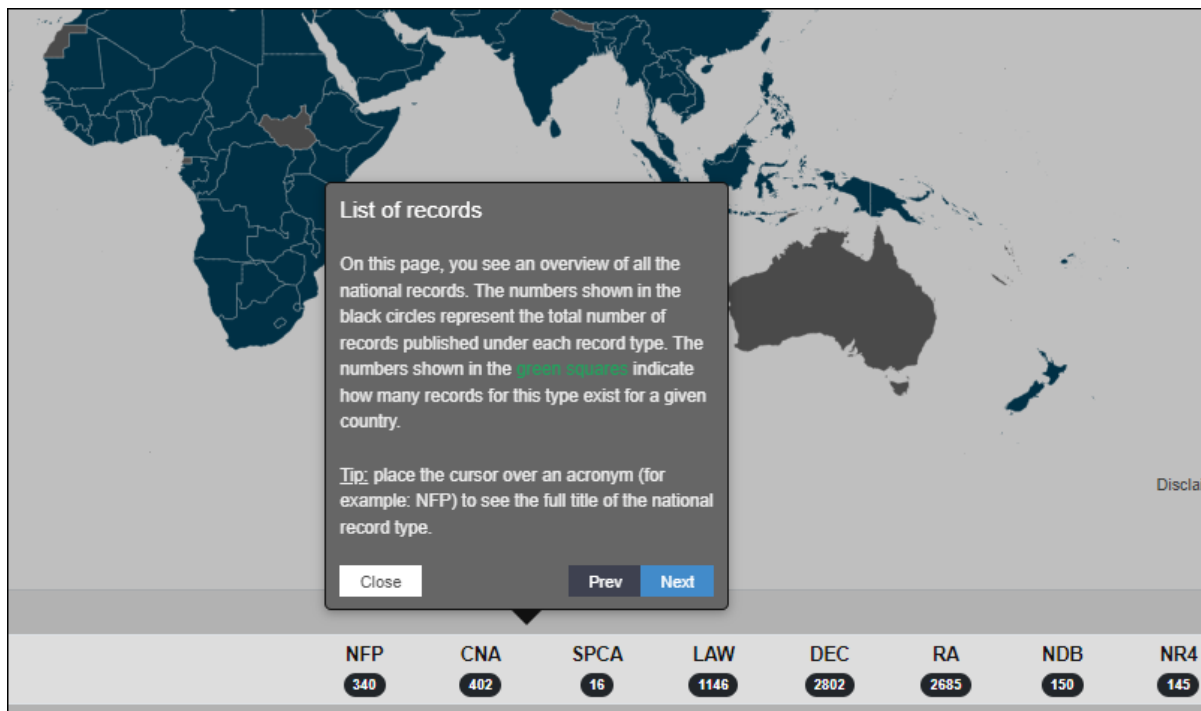 List of records
On this page, you see an overview of all the
national records. The numbers shown in the
black circles represent the total number of
records published under each record type. The
numbers shown in the green squares indicate
how many records for this type exist for a given
country.
Tip: place the cursor over an acronym (for
example: NFP) to see the full title of the national
record type.
Discla
Close Prev Next
NFP CNA SPCA LAW DEC RA NDB NR4
340 402 16 1146 2802 2685 150 145